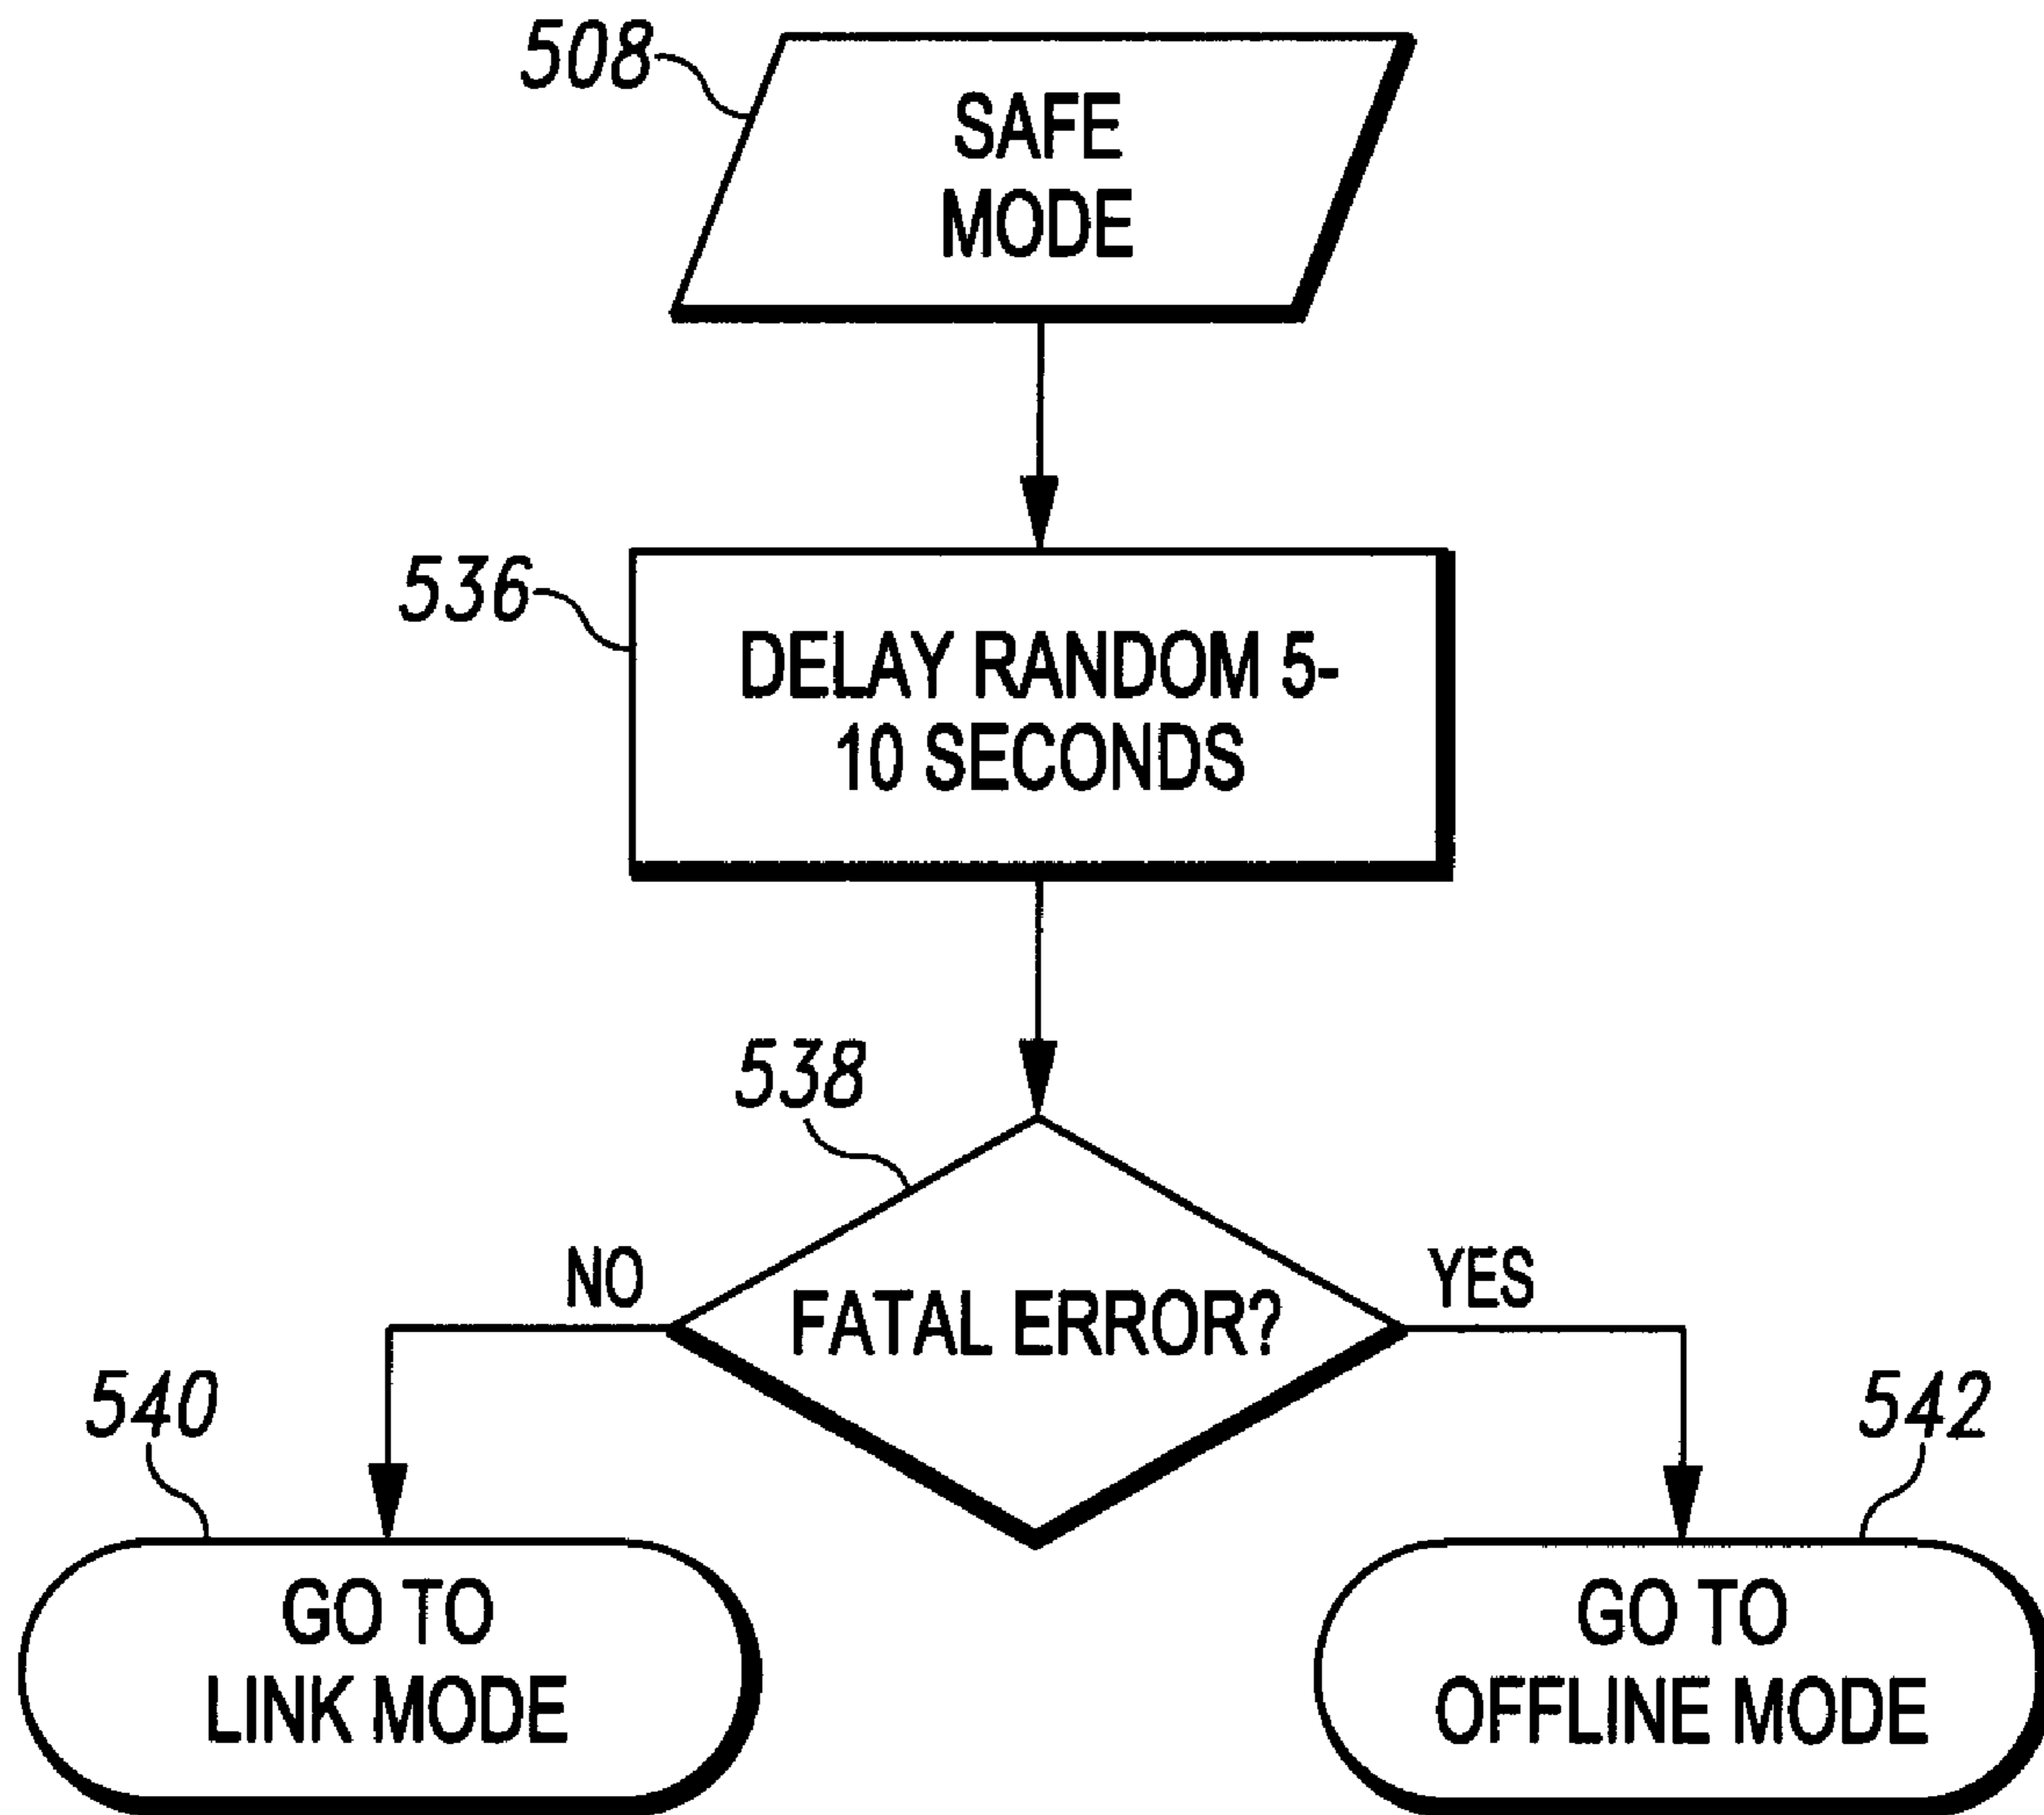 508
SAFE
MODE
536
DELAY RANDOM 5-
10 SECONDS
538
NO
FATAL ERROR?
YES
540
542
GO TO
LINK MODE
GO TO
OFFLINE MODE